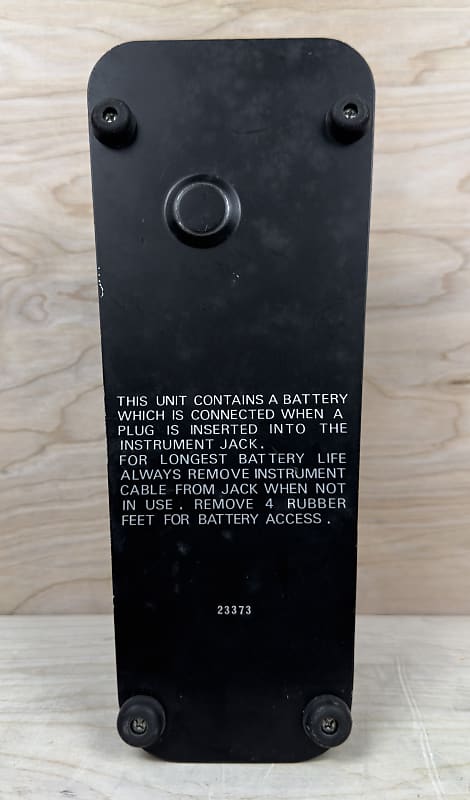 THIS UNIT CONTAINS A BATTERY
WHICH IS CONNECTED WHEN A
PLUG IS INSERTED INTO THE
INSTRUMENT JACK.
FOR LONGEST BATTERY LIFE
ALWAYS REMOVE INSTRUMENT
CABLE FROM JACK WHEN NOT
IN USE . REMOVE 4 RUBBER
FEET FOR BATTERY ACCESS .
23373